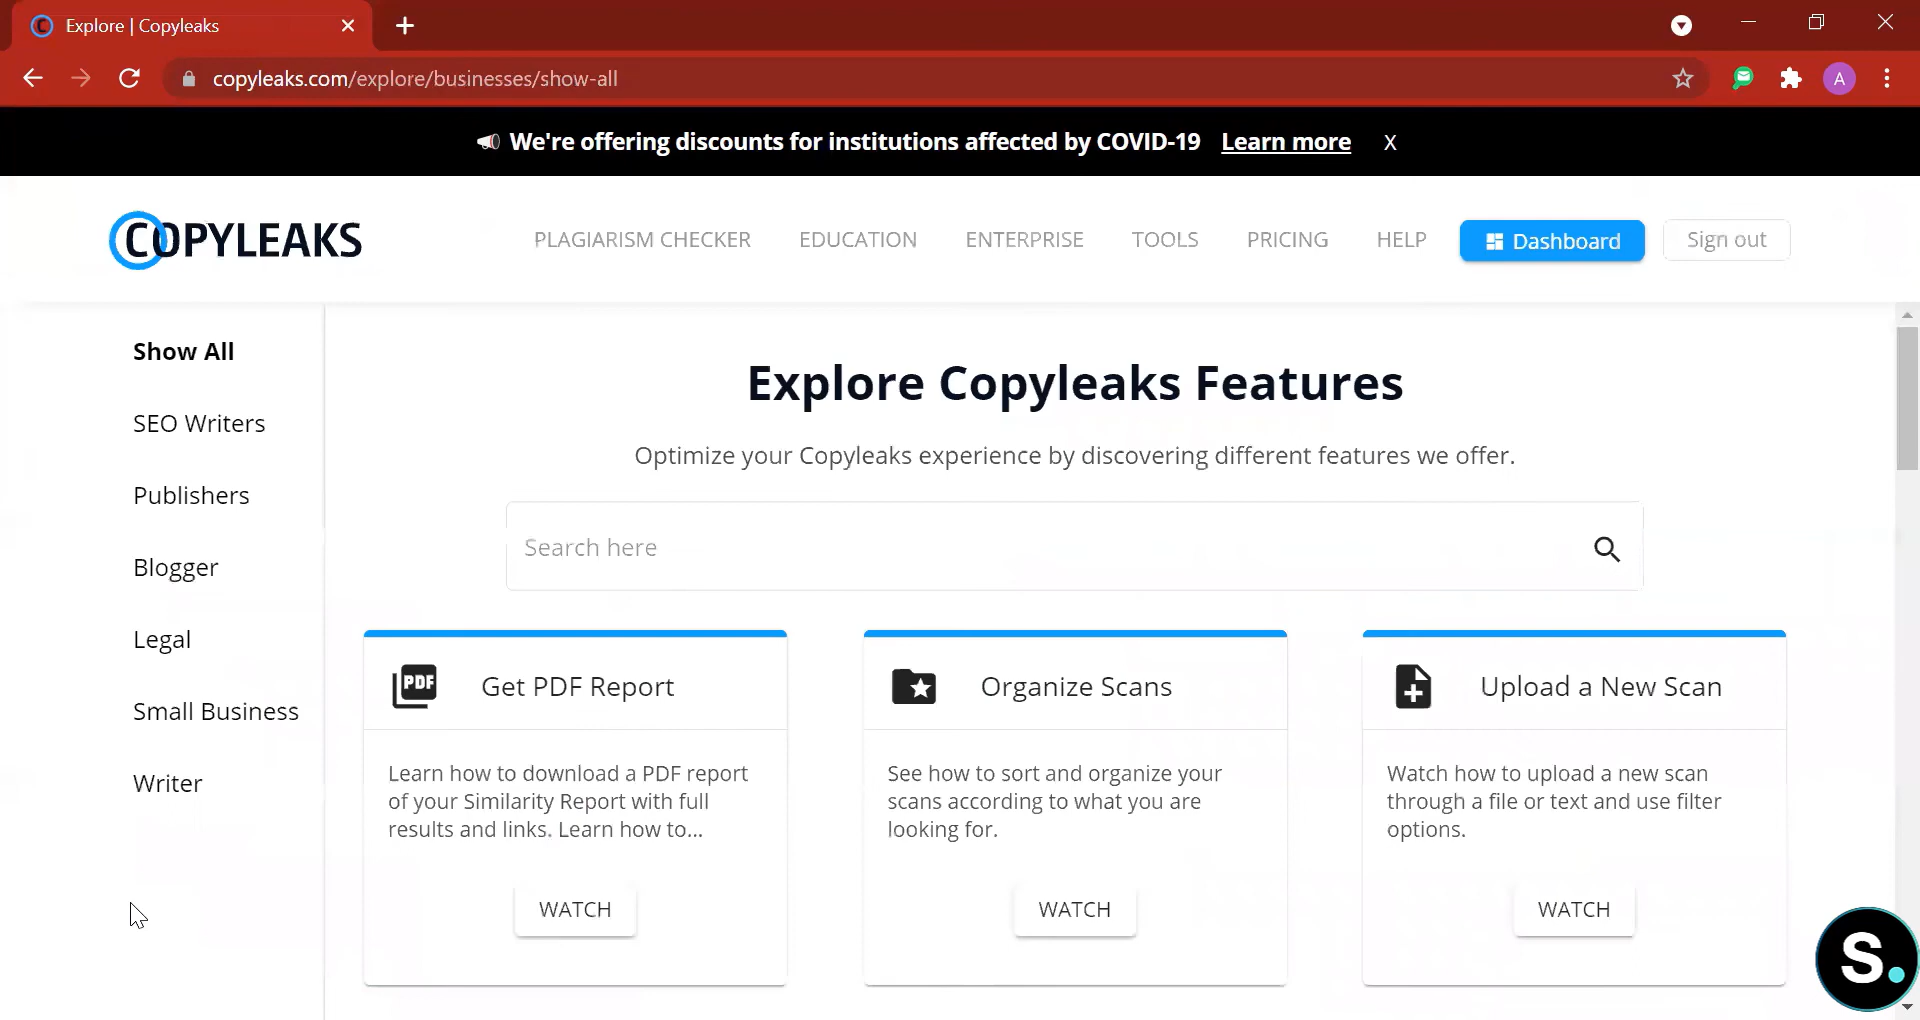 Explore | Copyleaks
copyleaks.com/explore/businesses/show-all
A
We're offering discounts for institutions affected by COVID-19 Learn more X
COPYLEAKS
PLAGIARISM CHECKER EDUCATION ENTERPRISE TOOLS PRICING HELP Dashboard Sign out
Show All
SEO Writers
Publishers
Blogger
Legal
Small Business
Writer
Explore Copyleaks Features
Optimize your Copyleaks experience by discovering different features we offer.
Search here
PDF Get PDF Report
Learn how to download a PDF report
of your Similarity Report with full
results and links. Learn how to...
WATCH
Organize Scans
See how to sort and organize your
scans according to what you are
looking for.
WATCH
Upload a New Scan
Watch how to upload a new scan
through a file or text and use filter
options.
WATCH
S.